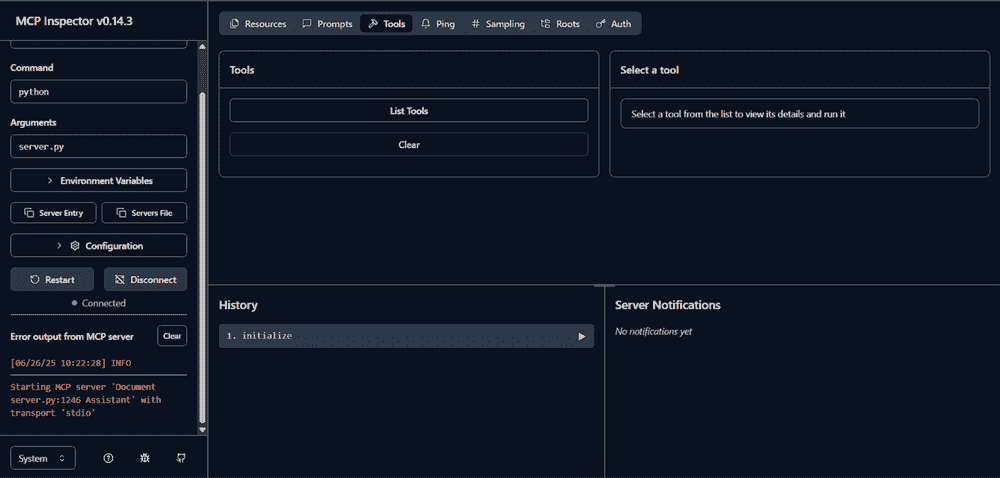 MCP Inspector v0.14.3
Command
python
Arguments
server.py
Environment Variables
Server Entry
Servers File
Configuration
Restart
Disconnect
Connected
Error output from MCP server
Clear
[06/26/25 10:22:28] INFO
Starting MCP server 'Document
server.py:1246 Assistant' with
transport 'stdio'
System
Resources
Prompts
Tools
Ping
Sampling
Roots
Auth
Tools
List Tools
Clear
Select a tool
Select a tool from the list to view its details and run it
History
1. initialize
Server Notifications
No notifications yet